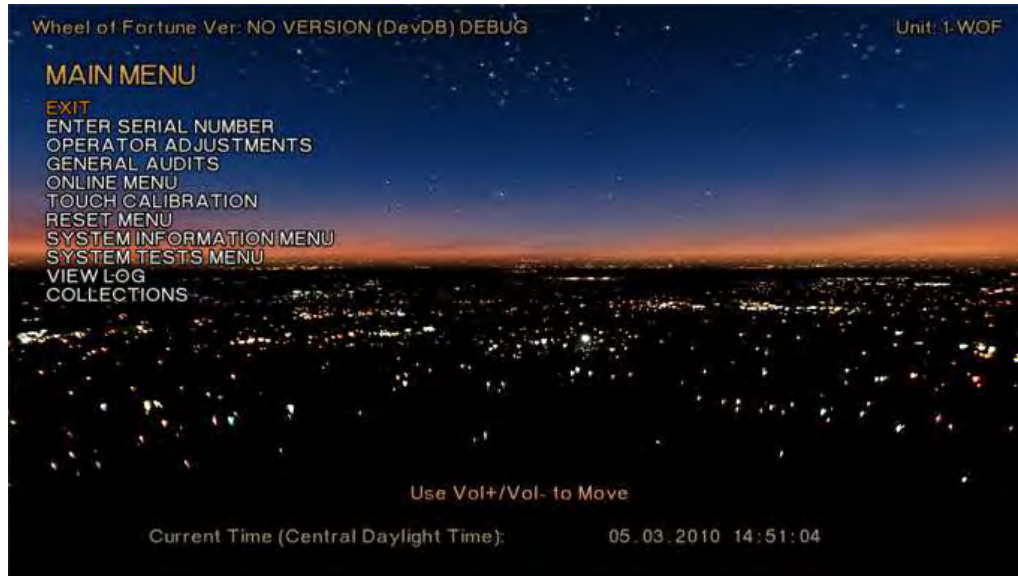 Wheel of Fortune Ver: NO VERSION (DevDB) DEBUG
Unit: 1-WOF
MAIN MENU
EXIT
ENTER SERIAL NUMBER
OPERATOR ADJUSTMENTS
GENERAL AUDITS
ONLINE MENU
TOUCH CALIBRATION
RESET MENU
SYSTEM INFORMATION MENU
SYSTEM TESTS MENU
VIEW LOG
COLLECTIONS
Use Vol+/Vol- to Move
Current Time (Central Daylight Time): 05.03.2010 14:51:04